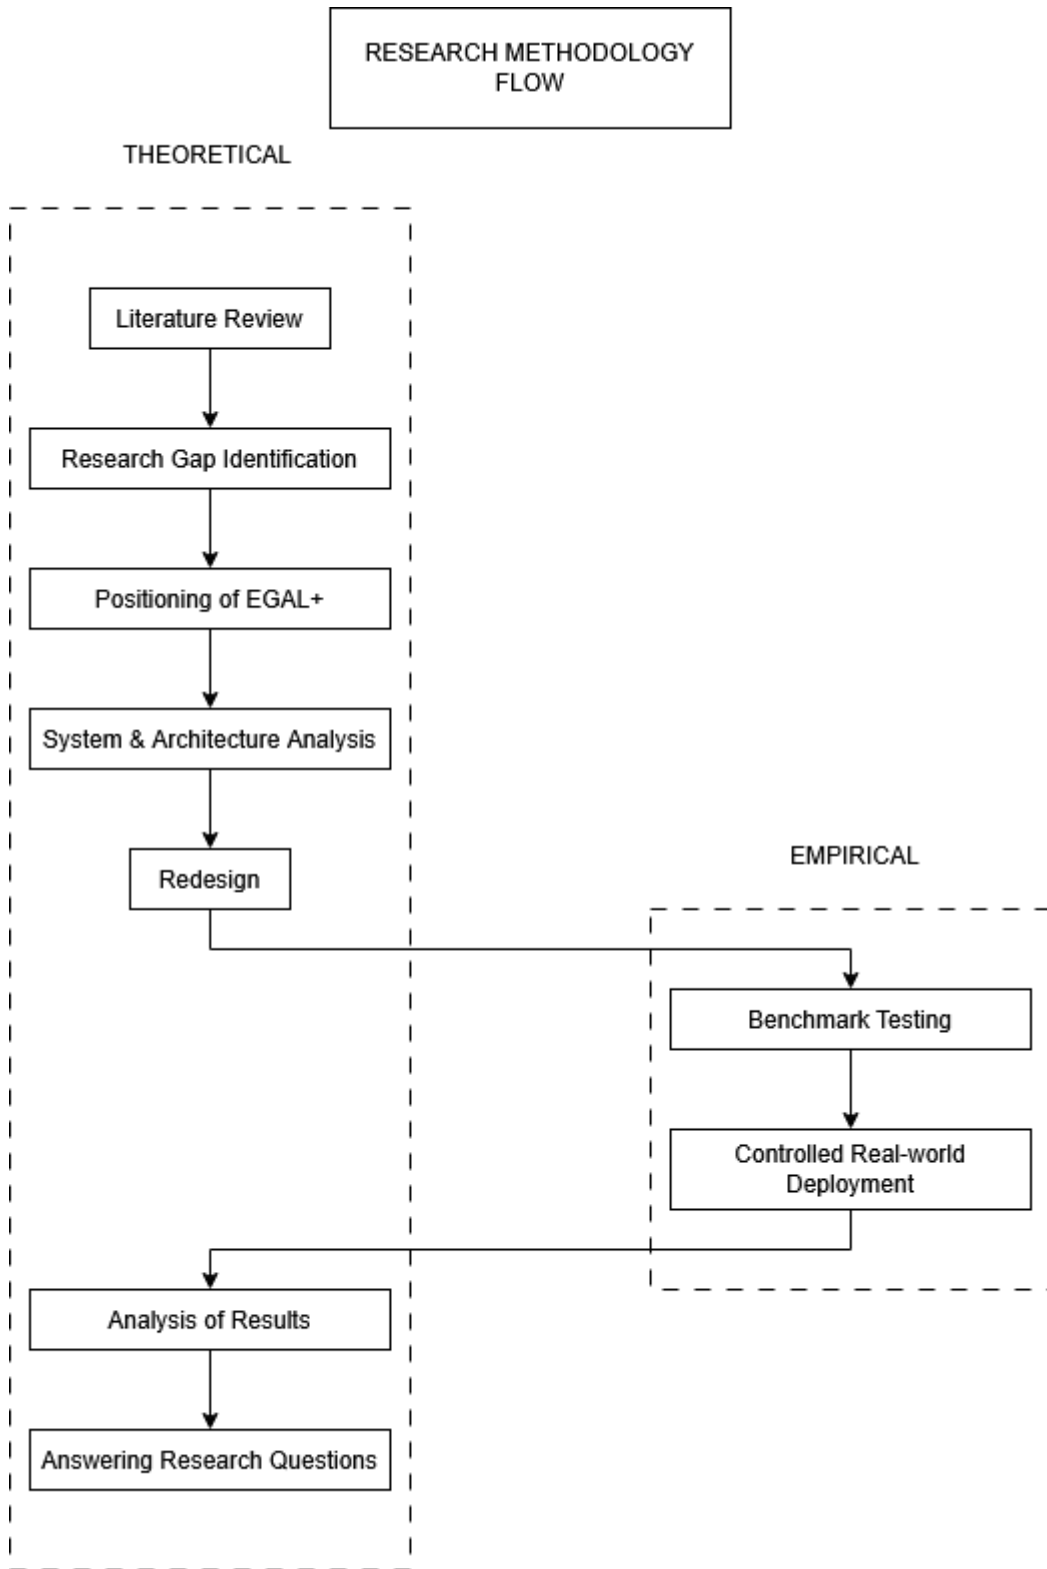 RESEARCH METHODOLOGY
FLOW
THEORETICAL
Literature Review
Research Gap Identification
Positioning of EGAL+
System & Architecture Analysis
Redesign
EMPIRICAL
Benchmark Testing
Controlled Real-world
Deployment
Analysis of Results
Answering Research Questions